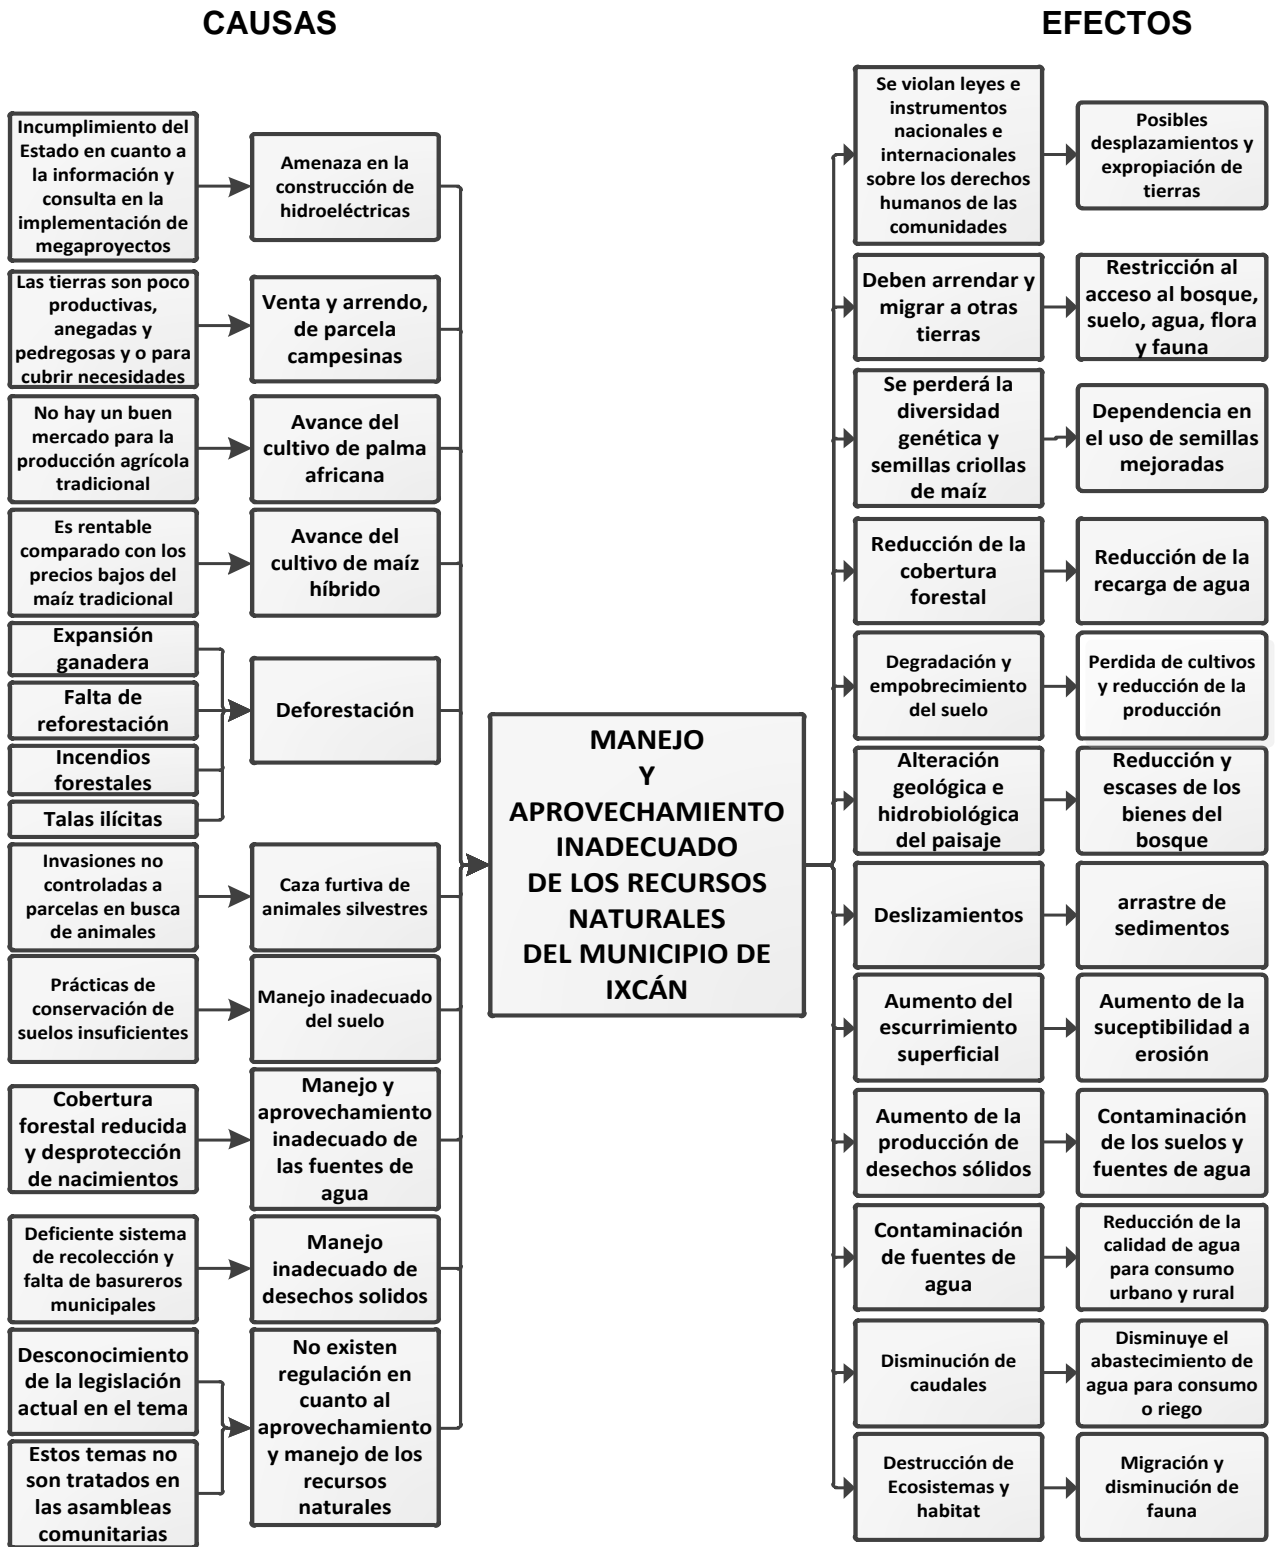 CAUSAS
EFECTOS
Incumplimiento del
Estado en cuanto a
la información y
consulta en la
implementación de
megaproyectos
Amenaza en la
construcción de
hidroeléctricas
Las tierras son poco
productivas,
anegadas y
pedregosas y o para
cubrir necesidades
Venta y arrendo,
de parcela
campesinas
No hay un buen
mercado para la
producción agrícola
tradicional
Avance del
cultivo de palma
africana
Es rentable
comparado con los
precios bajos del
maíz tradicional
Avance del
cultivo de maíz
híbrido
Expansión
ganadera
Falta de
reforestación
Incendios
forestales
Talas ilícitas
Deforestación
Invasiones no
controladas a
parcelas en busca
de animales
Caza furtiva de
animales silvestres
Prácticas de
conservación de
suelos insuficientes
Manejo inadecuado
del suelo
Cobertura
forestal reducida
y desprotección
de nacimientos
Manejo y
aprovechamiento
inadecuado de
las fuentes de
agua
Deficiente sistema
de recolección y
falta de basureros
municipales
Manejo
inadecuado de
desechos solidos
Desconocimiento
de la legislación
actual en el tema
Estos temas no
son tratados en
las asambleas
comunitarias
No existen
regulación en
cuanto al
aprovechamiento
y manejo de los
recursos
naturales
MANEJO
Y
APROVECHAMIENTO
INADECUADO
DE LOS RECURSOS
NATURALES
DEL MUNICIPIO DE
IXCÁN
Se violan leyes e
instrumentos
nacionales e
internacionales
sobre los derechos
humanos de las
comunidades
Posibles
desplazamientos y
expropiación de
tierras
Deben arrendar y
migrar a otras
tierras
Restricción al
acceso al bosque,
suelo, agua, flora
y fauna
Se perderá la
diversidad
genética y
semillas criollas
de maíz
Dependencia en
el uso de semillas
mejoradas
Reducción de la
cobertura
forestal
Reducción de la
recarga de agua
Degradación y
empobrecimiento
del suelo
Perdida de cultivos
y reducción de la
producción
Alteración
geológica e
hidrobiológica
del paisaje
Reducción y
escases de los
bienes del
bosque
Deslizamientos
arrastre de
sedimentos
Aumento del
escurrimiento
superficial
Aumento de la
suceptibilidad a
erosión
Aumento de la
producción de
desechos sólidos
Contaminación
de los suelos y
fuentes de agua
Contaminación
de fuentes de
agua
Reducción de la
calidad de agua
para consumo
urbano y rural
Disminución de
caudales
Disminuye el
abastecimiento de
agua para consumo
o riego
Destrucción de
Ecosistemas y
habitat
Migración y
disminución de
fauna